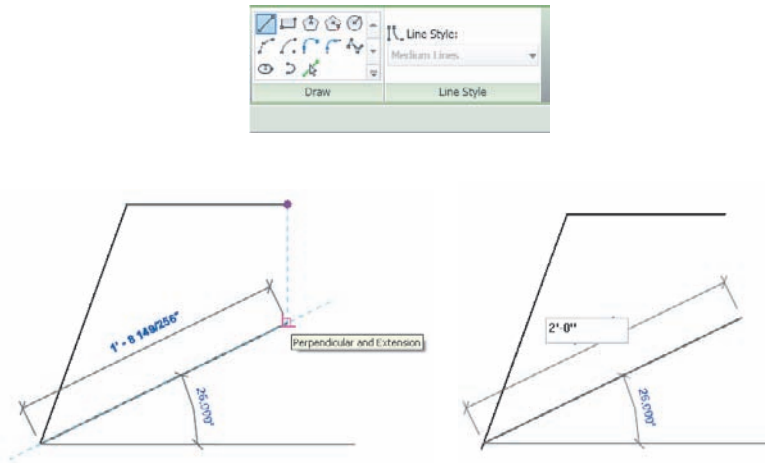 Line Style:
Medium Lines
Draw
Line Style
1' - 8 149/256"
Perpendicular and Extension
26.000°
2'-0"
26.000°